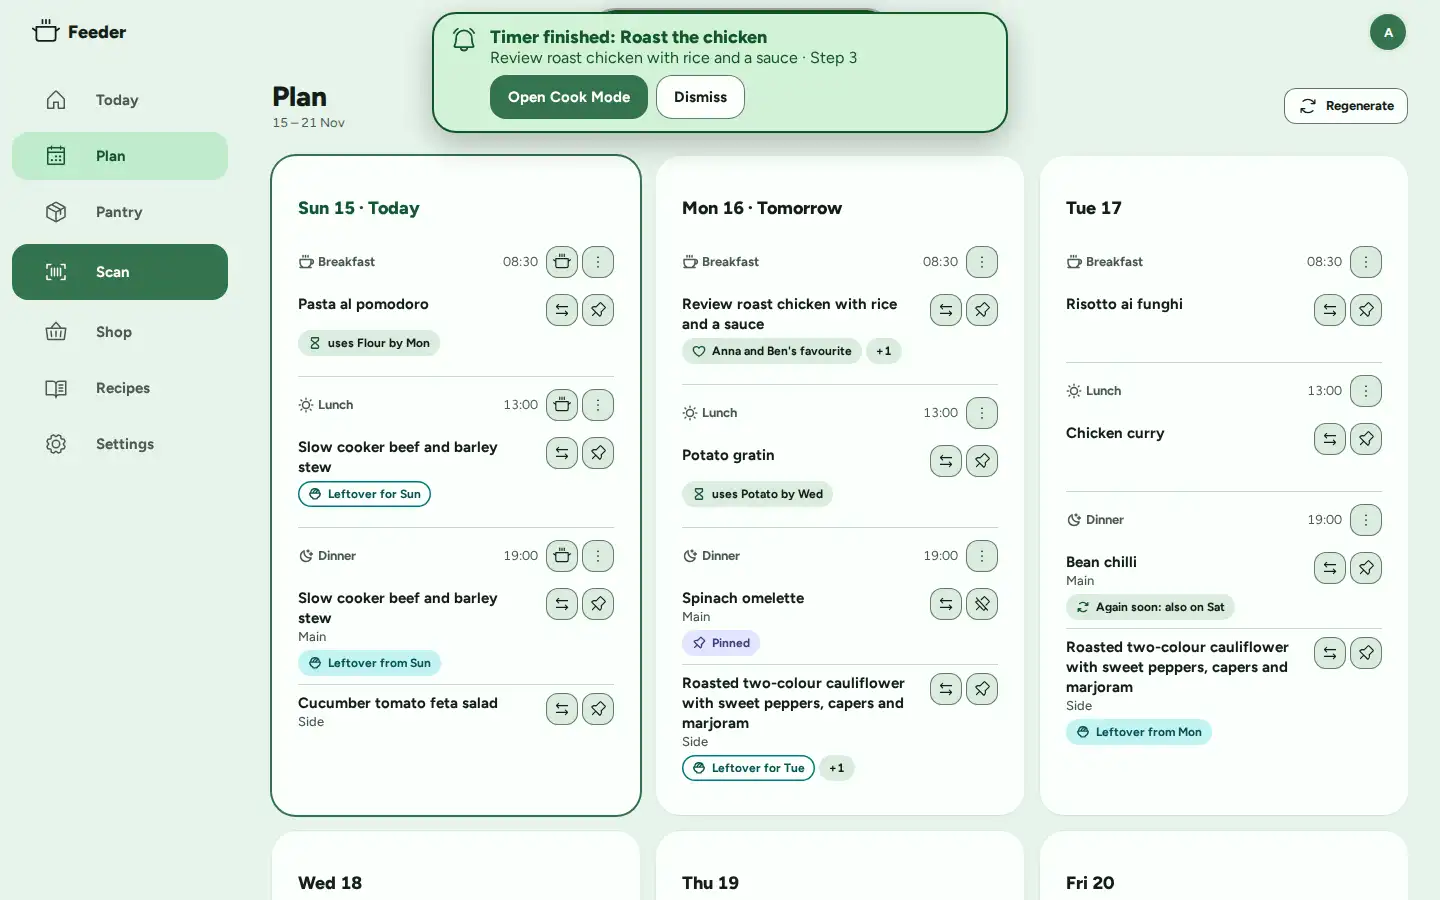 Feeder
Today
Plan
Pantry
Scan
Shop
Recipes
Settings
Timer finished: Roast the chicken
Review roast chicken with rice and a sauce · Step 3
Open Cook Mode
Dismiss
A
Plan
15 – 21 Nov
Regenerate
Sun 15 · Today
Breakfast
08:30
Pasta al pomodoro
uses Flour by Mon
Lunch
13:00
Slow cooker beef and barley
stew
Leftover for Sun
Dinner
19:00
Slow cooker beef and barley
stew
Main
Leftover from Sun
Cucumber tomato feta salad
Side
Mon 16 · Tomorrow
Breakfast
08:30
Review roast chicken with rice
and a sauce
Anna and Ben's favourite
+1
Lunch
13:00
Potato gratin
uses Potato by Wed
Dinner
19:00
Spinach omelette
Main
Pinned
Roasted two-colour cauliflower
with sweet peppers, capers and
marjoram
Side
Leftover for Tue
+1
Tue 17
Breakfast
08:30
Risotto ai funghi
Lunch
13:00
Chicken curry
Dinner
19:00
Bean chilli
Main
Again soon: also on Sat
Roasted two-colour cauliflower
with sweet peppers, capers and
marjoram
Side
Leftover from Mon
Wed 18
Thu 19
Fri 20